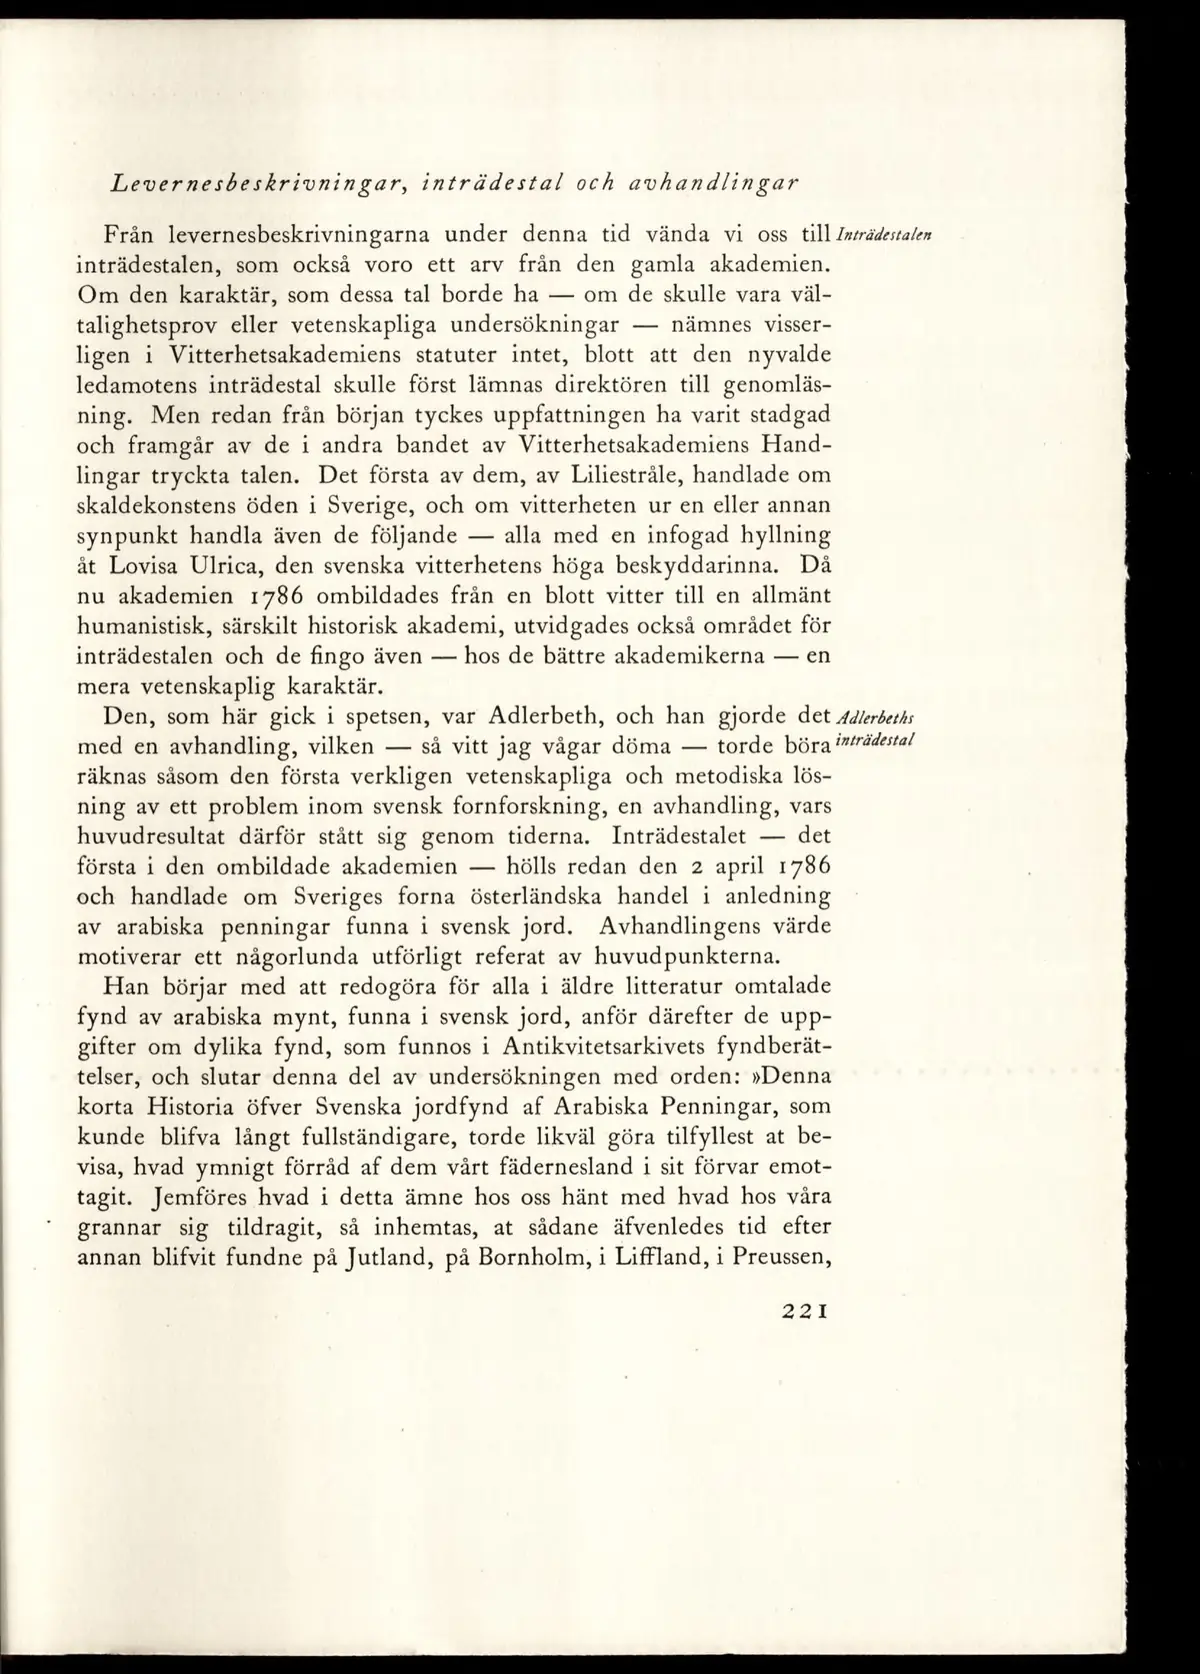 Levernesbeskrivningar, inträdestal och avhandlingar
Från levernesbeskrivningarna under denna tid vända vi oss till Inträdestalen
inträdestalen, som också voro ett arv från den gamla akademien.
Om den karaktär, som dessa tal borde ha — om de skulle vara väl-
talighetsprov eller vetenskapliga undersökningar — nämnes visser-
ligen i Vitterhetsakademiens statuter intet, blott att den nyvalde
ledamotens inträdestal skulle först lämnas direktören till genomläs-
ning. Men redan från början tyckes uppfattningen ha varit stadgad
och framgår av de i andra bandet av Vitterhetsakademiens Hand-
lingar tryckta talen. Det första av dem, av Liliestråle, handlade om
skaldekonstens öden i Sverige, och om vitterheten ur en eller annan
synpunkt handla även de följande — alla med en infogad hyllning
åt Lovisa Ulrica, den svenska vitterhetens höga beskyddarinna. Då
nu akademien 1786 ombildades från en blott vitter till en allmänt
humanistisk, särskilt historisk akademi, utvidgades också området för
inträdestalen och de fingo även — hos de bättre akademikerna — en
mera vetenskaplig karaktär.
Den, som här gick i spetsen, var Adlerbeth, och han gjorde det Adlerbeths
med en avhandling, vilken — så vitt jag vågar döma — torde böra inträdestal
räknas såsom den första verkligen vetenskapliga och metodiska lös-
ning av ett problem inom svensk fornforskning, en avhandling, vars
huvudresultat därför stått sig genom tiderna. Inträdestalet — det
första i den ombildade akademien — hölls redan den 2 april 1786
och handlade om Sveriges forna österländska handel i anledning
av arabiska penningar funna i svensk jord. Avhandlingens värde
motiverar ett någorlunda utförligt referat av huvudpunkterna.
Han börjar med att redogöra för alla i äldre litteratur omtalade
fynd av arabiska mynt, funna i svensk jord, anför därefter de upp-
gifter om dylika fynd, som funnos i Antikvitetsarkivets fyndberät-
telser, och slutar denna del av undersökningen med orden: »Denna
korta Historia öfver Svenska jordfynd af Arabiska Penningar, som
kunde blifva långt fullständigare, torde likväl göra tilfyllest at be-
visa, hvad ymnigt förråd af dem vårt fädernesland i sit förvar emot-
tagit. Jemföres hvad i detta ämne hos oss hänt med hvad hos våra
grannar sig tildragit, så inhemtas, at sådane äfvenledes tid efter
annan blifvit fundne på Jutland, på Bornholm, i Liffland, i Preussen,
221